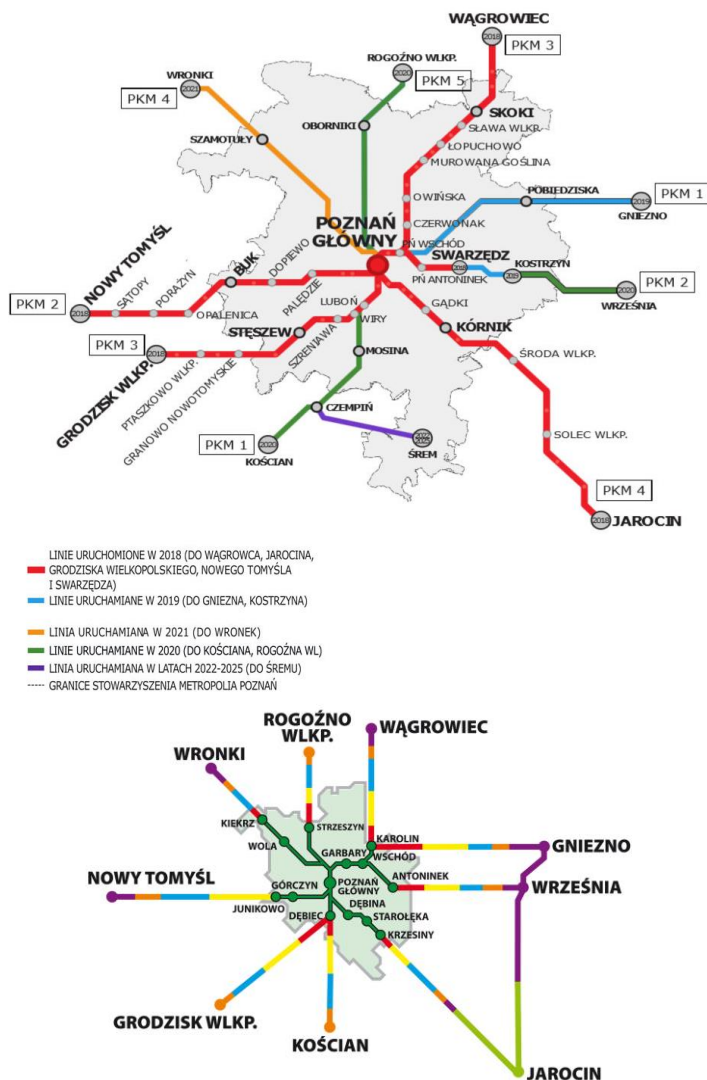 WĄGROWIEC
2018
PKM 3
ROGOŹNO WLKP.
2020
PKM 5
WRONKI
2021
PKM 4
SKOKI
SŁAWA WLKP.
OBORNIKI
SZAMOTUŁY
ŁOPUCHOWO
MUROWANA GOŚLINA
OWIŃSKA
POBIEDZISKA
2019
PKM 1
GNIEZNO
POZNAŃ
GŁÓWNY
CZERWONAK
PŃ WSCHÓD
SWARZĘDZ
2018
KOSTRZYN
2019
PŃ ANTONINEK
PKM 2
2020
WRZEŚNIA
NOWY TOMYŚL
BUK
DOPIEWO
PALĘDZIE
PKM 2
2018
SĄTOPY
PORAŻYN
OPALENICA
LUBOŃ
WIRY
GĄDKI
STĘSZEW
SZRENIAWA
KÓRNIK
PKM 3
2018
MOSINA
ŚRODA WLKP.
GRODZISK WLKP.
PTASZKOWO WLKP.
GRANOWO NOWOTOMYSKIE
CZEMPIŃ
PKM 1
2020
KOŚCIAN
ŚREM
SOLEC WLKP.
PKM 4
2018
JAROCIN
LINIE URUCHOMIONE W 2018 (DO WĄGROWCA, JAROCINA,
GRODZISKA WIELKOPOLSKIEGO, NOWEGO TOMYŚLA
I SWARZĘDZA)
LINIE URUCHAMIANE W 2019 (DO GNIEZNA, KOSTRZYNA)
LINIA URUCHAMIANA W 2021 (DO WRONEK)
LINIE URUCHAMIANE W 2020 (DO KOŚCIANA, ROGOŹNA WL)
LINIA URUCHAMIANA W LATACH 2022-2025 (DO ŚREMU)
GRANICE STOWARZYSZENIA METROPOLIA POZNAŃ
ROGOŹNO
WLKP.
WĄGROWIEC
WRONKI
KIEKRZ
STRZESZYN
KAROLIN
WOLA
GARBARY
WSCHÓD
GNIEZNO
NOWY TOMYŚL
GÓRCZYN
POZNAŃ
GŁÓWNY
ANTONINEK
WRZEŚNIA
JUNIKOWO
DĘBINA
DĘBIEC
STAROŁĘKA
KRZESINY
GRODZISK WLKP.
KOŚCIAN
JAROCIN